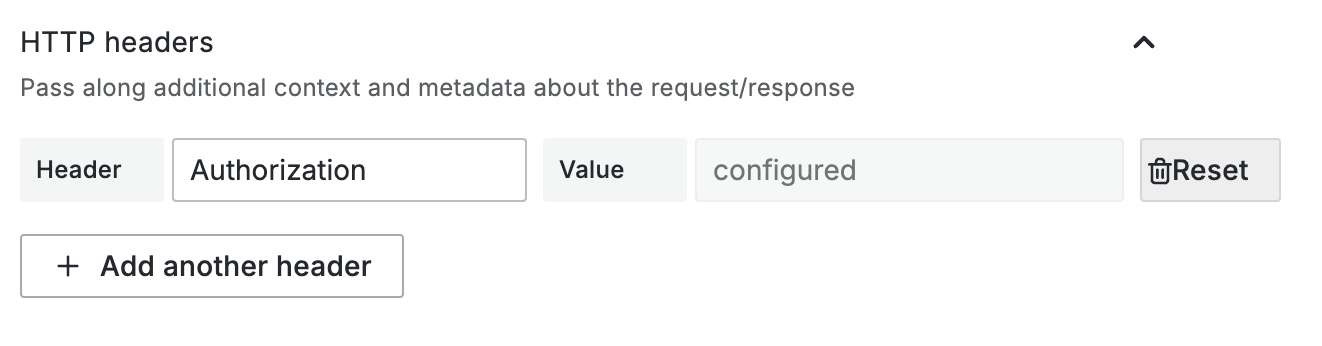 HTTP headers
Pass along additional context and metadata about the request/response
Header Authorization Value configured Reset
+ Add another header